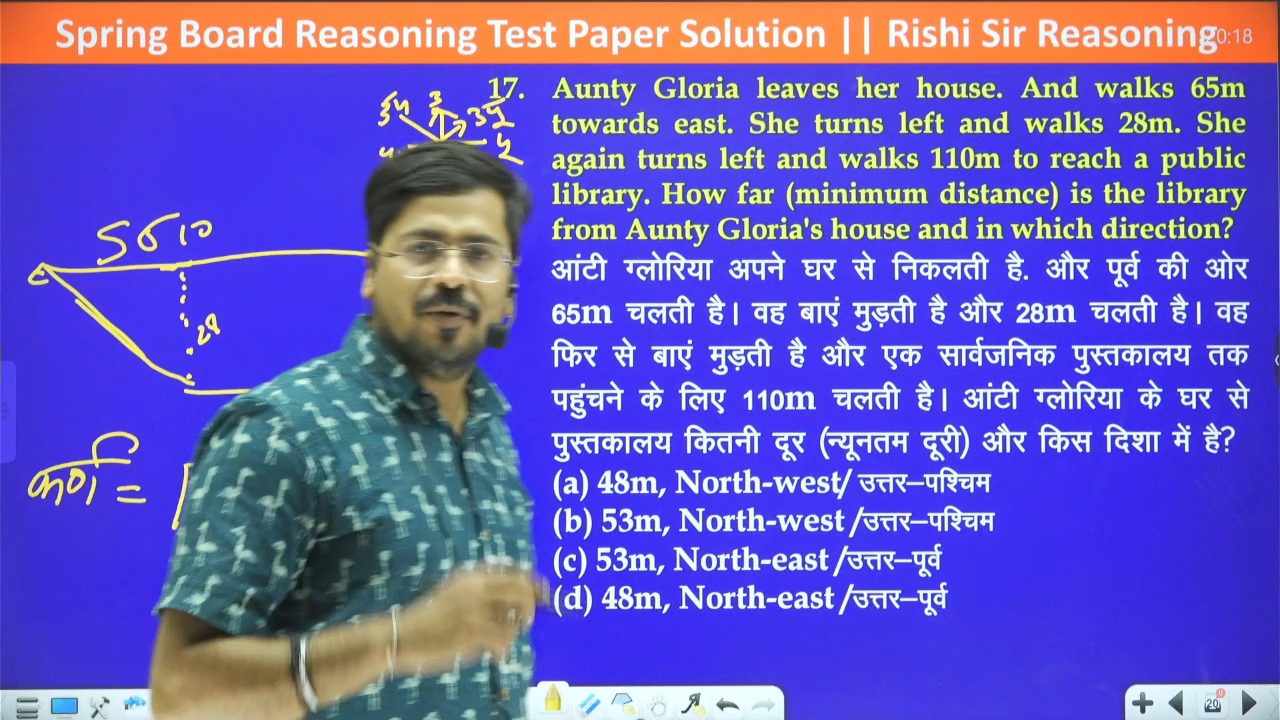 Spring Board Reasoning Test Paper Solution || Rishi Sir Reasoning
17. Aunty Gloria leaves her house. And walks 65m
towards east. She turns left and walks 28m. She
again turns left and walks 110m to reach a public
library. How far (minimum distance) is the library
from Aunty Gloria's house and in which direction?
आंटी ग्लोरिया अपने घर से निकलती है. और पूर्व की ओर
65m चलती है। वह बाएं मुड़ती है और 28m चलती है। वह
फिर से बाएं मुड़ती है और एक सार्वजनिक पुस्तकालय तक
पहुंचने के लिए 110m चलती है। आंटी ग्लोरिया के घर से
पुस्तकालय कितनी दूर (न्यूनतम दूरी) और किस दिशा में है?
(a) 48m, North-west/ उत्तर–पश्चिम
(b) 53m, North-west /उत्तर–पश्चिम
(c) 53m, North-east /उत्तर–पूर्व
(d) 48m, North-east /उत्तर–पूर्व
28
कर्ण =
20